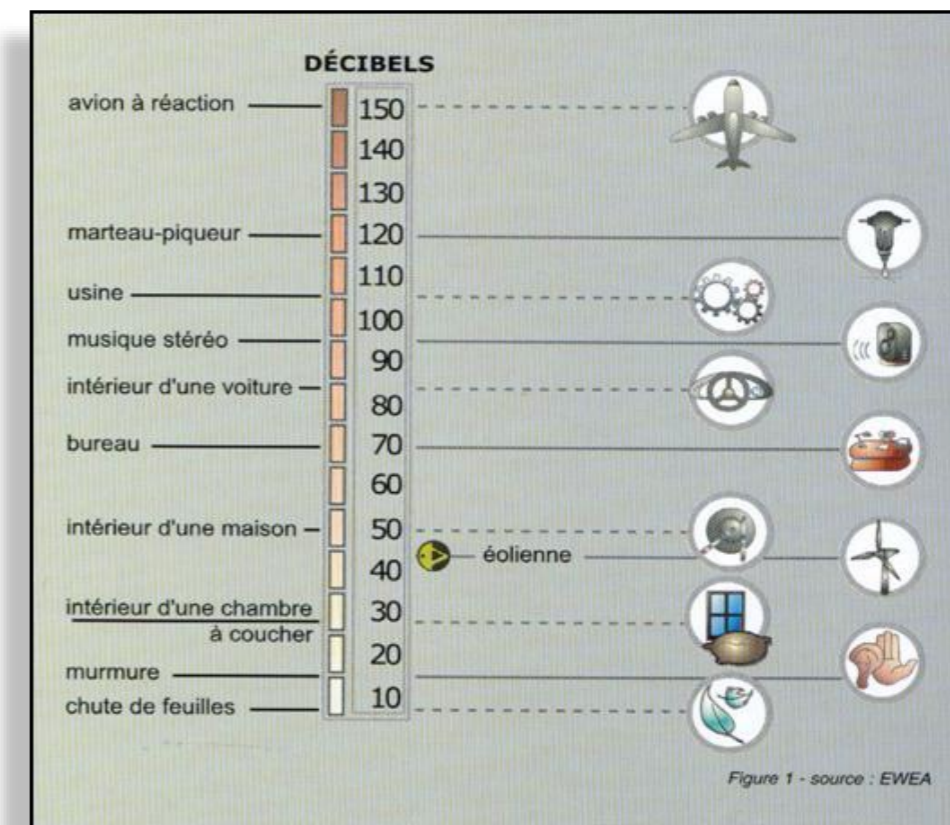 DÉCIBELS
avion à réaction
150
140
130
marteau-piqueur
120
110
usine
100
musique stéréo
90
intérieur d'une voiture
80
bureau
70
60
intérieur d'une maison
50
éolienne
40
intérieur d'une chambre
à coucher
30
20
murmure
10
chute de feuilles
Figure 1 - source : EWEA